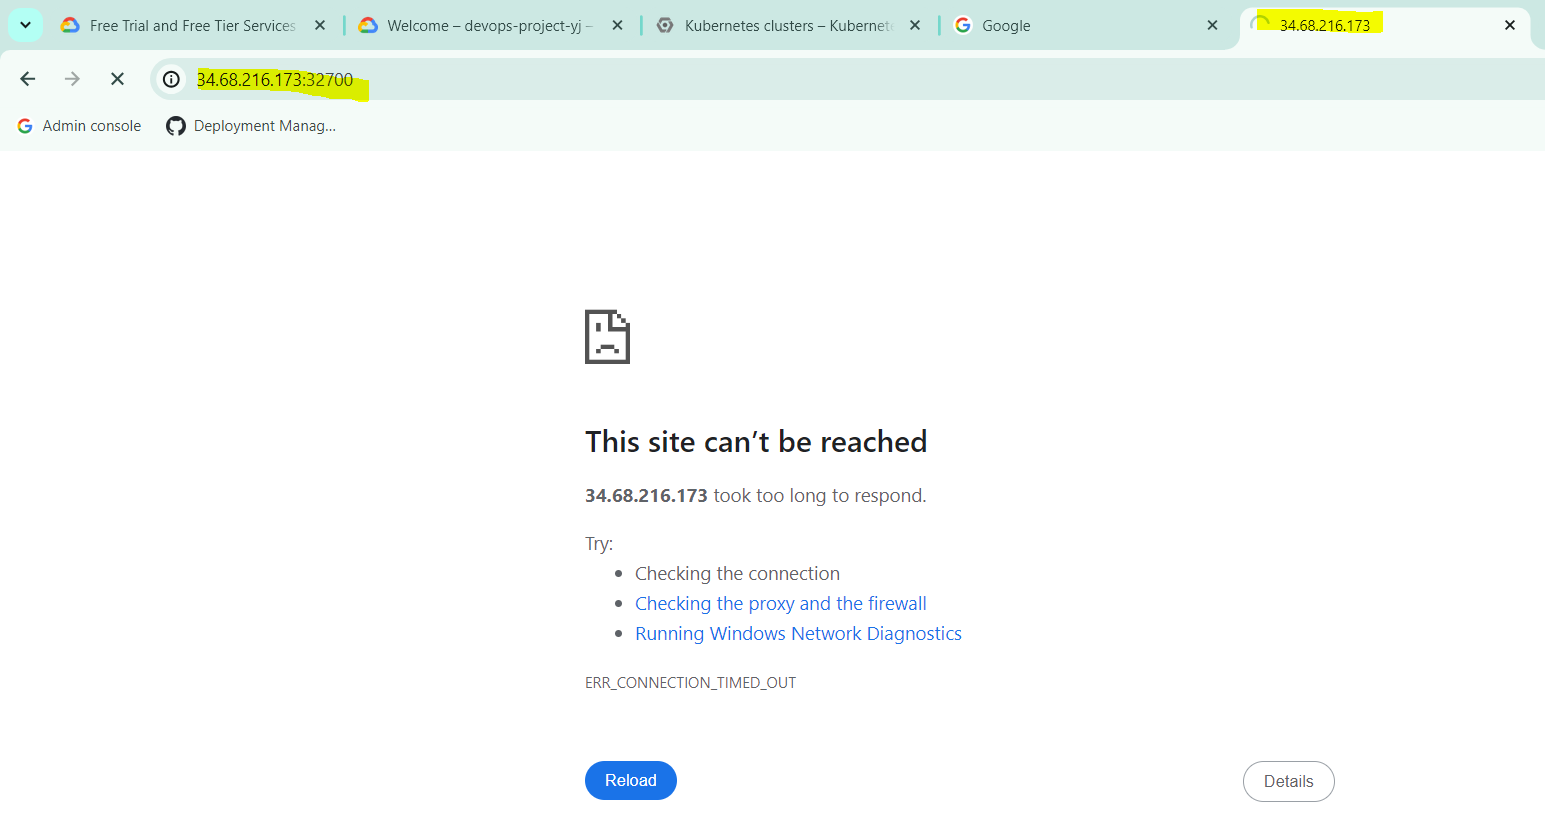 Free Trial and Free Tier Services
Welcome – devops-project-yj –
Kubernetes clusters – Kubernete
Google
34.68.216.173
34.68.216.173:32700
Admin console
Deployment Manag...
This site can’t be reached
34.68.216.173 took too long to respond.
Try:
Checking the connection
Checking the proxy and the firewall
Running Windows Network Diagnostics
ERR_CONNECTION_TIMED_OUT
Reload
Details